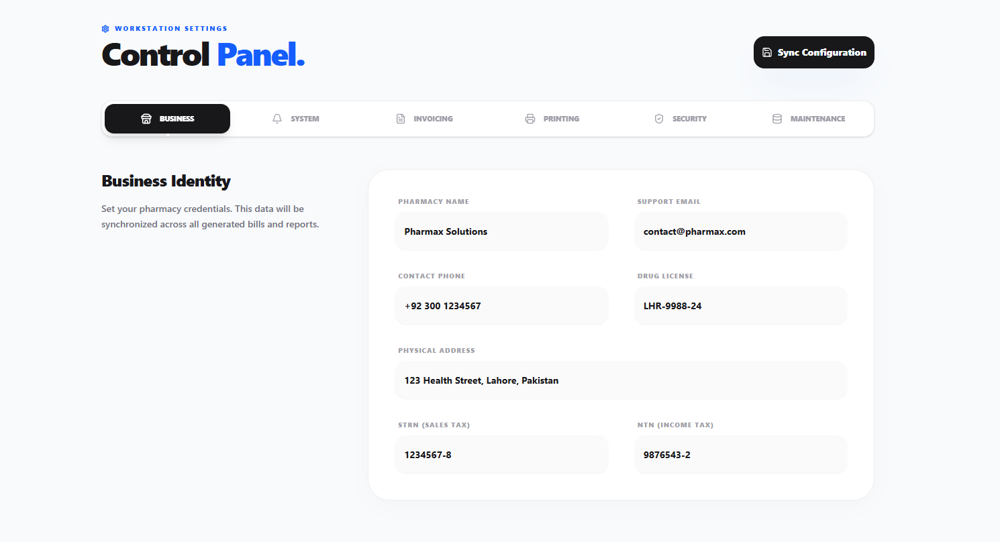 WORKSTATION SETTINGS
Control Panel.
Sync Configuration
BUSINESS
SYSTEM
INVOICING
PRINTING
SECURITY
MAINTENANCE
Business Identity
Set your pharmacy credentials. This data will be
synchronized across all generated bills and reports.
PHARMACY NAME
SUPPORT EMAIL
Pharmax Solutions
contact@pharmax.com
CONTACT PHONE
DRUG LICENSE
+92 300 1234567
LHR-9988-24
PHYSICAL ADDRESS
123 Health Street, Lahore, Pakistan
STRN (SALES TAX)
NTN (INCOME TAX)
1234567-8
9876543-2